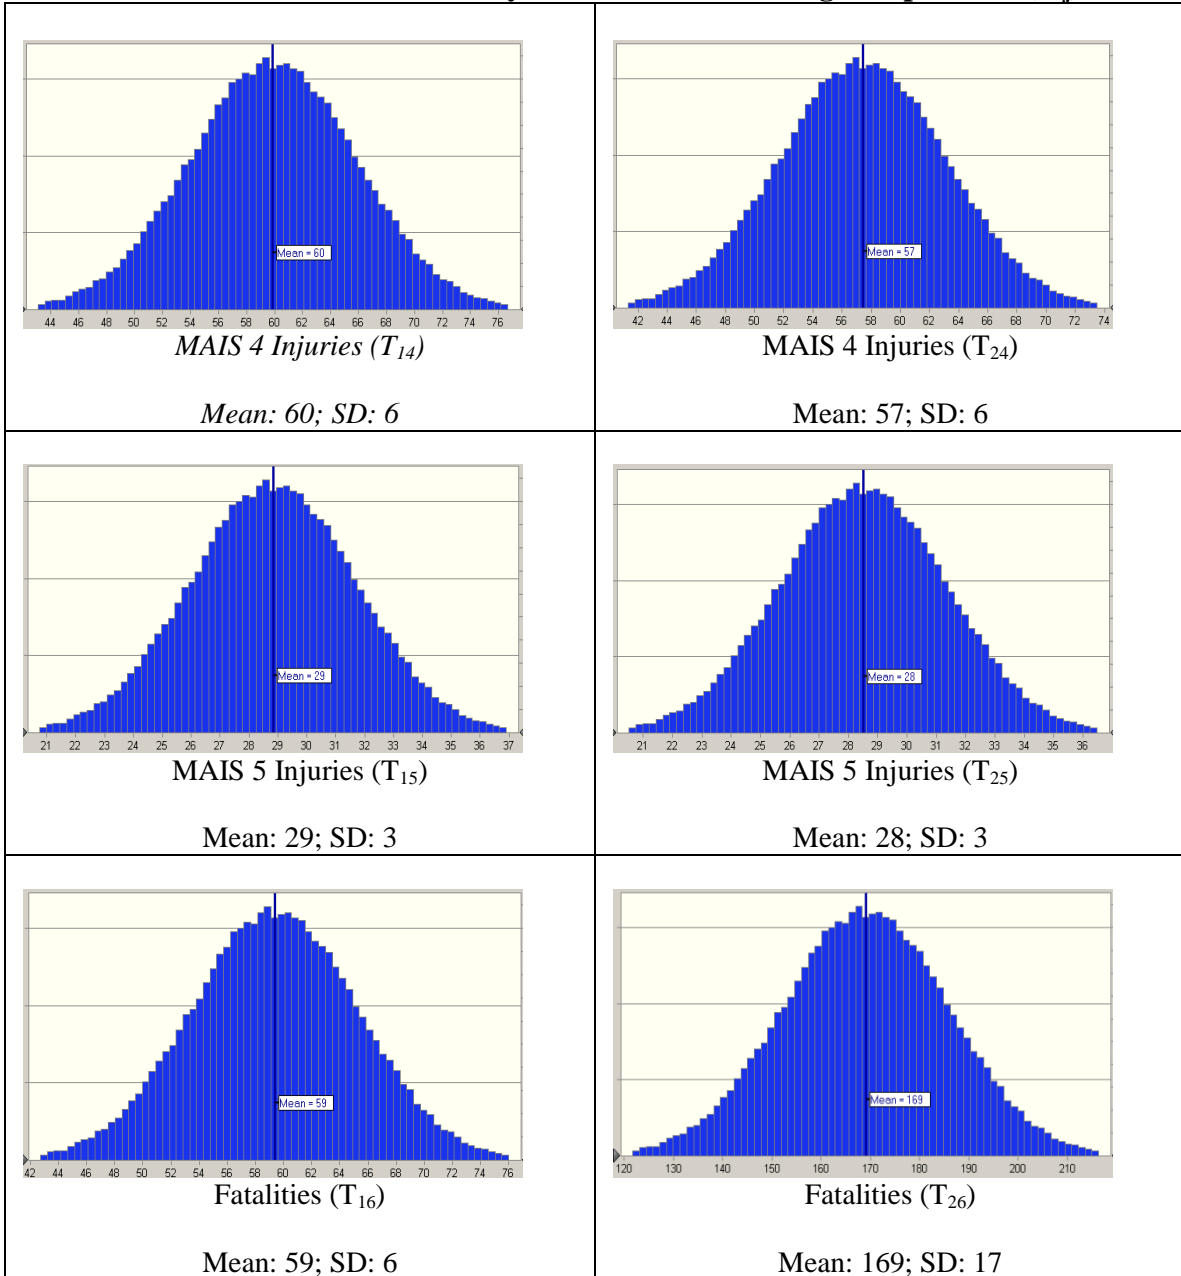 44 46 48 50 52 54 56 58 60 62 64 66 68 70 72 74 76
Mean = 60
MAIS 4 Injuries (T14)
Mean: 60; SD: 6
42 44 46 48 50 52 54 56 58 60 62 64 66 68 70 72 74
Mean = 57
MAIS 4 Injuries (T24)
Mean: 57; SD: 6
21 22 23 24 25 26 27 28 29 30 31 32 33 34 35 36 37
Mean = 29
MAIS 5 Injuries (T15)
Mean: 29; SD: 3
21 22 23 24 25 26 27 28 29 30 31 32 33 34 35 36
Mean = 28
MAIS 5 Injuries (T25)
Mean: 28; SD: 3
42 44 46 48 50 52 54 56 58 60 62 64 66 68 70 72 74 76
Mean = 59
Fatalities (T16)
Mean: 59; SD: 6
120 130 140 150 160 170 180 190 200 210
Mean = 169
Fatalities (T26)
Mean: 169; SD: 17